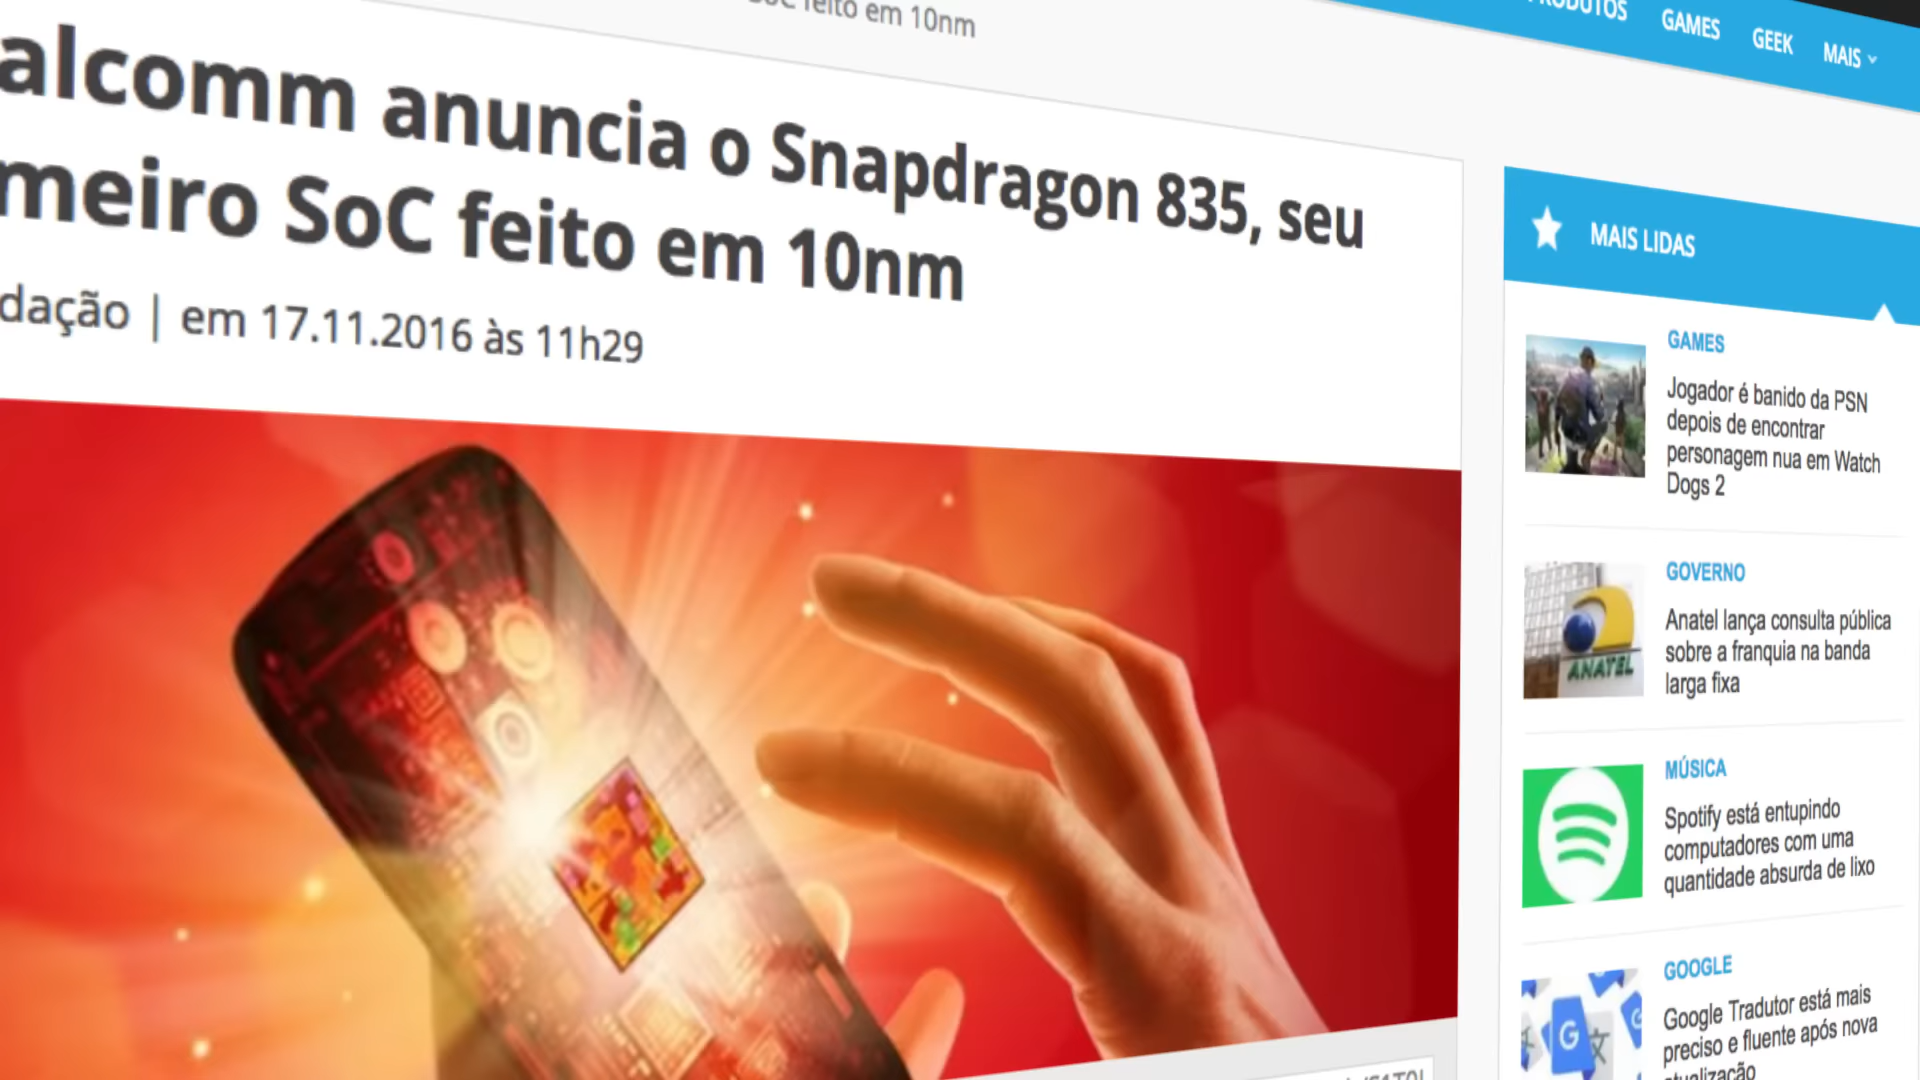 feito em 10nm
GAMES
GEEK
MAIS
alcomm anuncia o Snapdragon 835, seu
meiro SoC feito em 10nm
dação | em 17.11.2016 às 11h29
MAIS LIDAS
GAMES
Jogador é banido da PSN
depois de encontrar
personagem nua em Watch
Dogs 2
GOVERNO
Anatel lança consulta pública
sobre a franquia na banda
larga fixa
ANATEL
MÚSICA
Spotify está entupindo
computadores com uma
quantidade absurda de lixo
GOOGLE
Google Tradutor está mais
preciso e fluente após nova
G